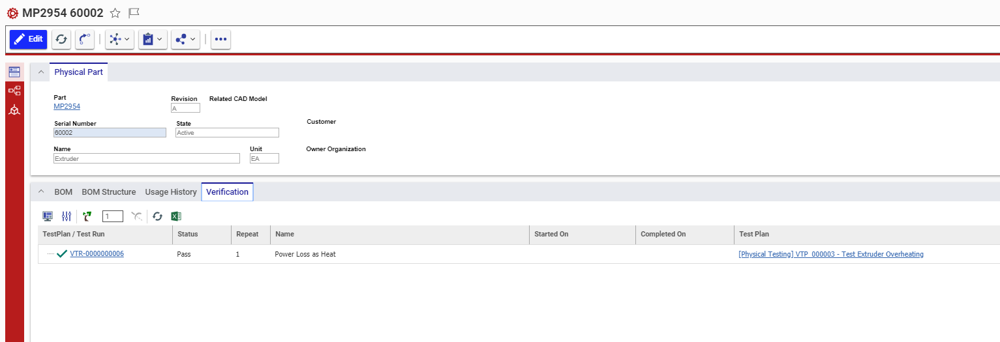 MP2954 60002
Edit
Physical Part
Part
Revision
Related CAD Model
MP2954
A
Serial Number
State
Customer
60002
Active
Name
Unit
Owner Organization
Extruder
EA
BOM
BOM Structure
Usage History
Verification
1
TestPlan / Test Run
Status
Repeat
Name
Started On
Completed On
Test Plan
VTR-0000000006
Pass
1
Power Loss as Heat
[Physical Testing] VTP_000003 - Test Extruder Overheating